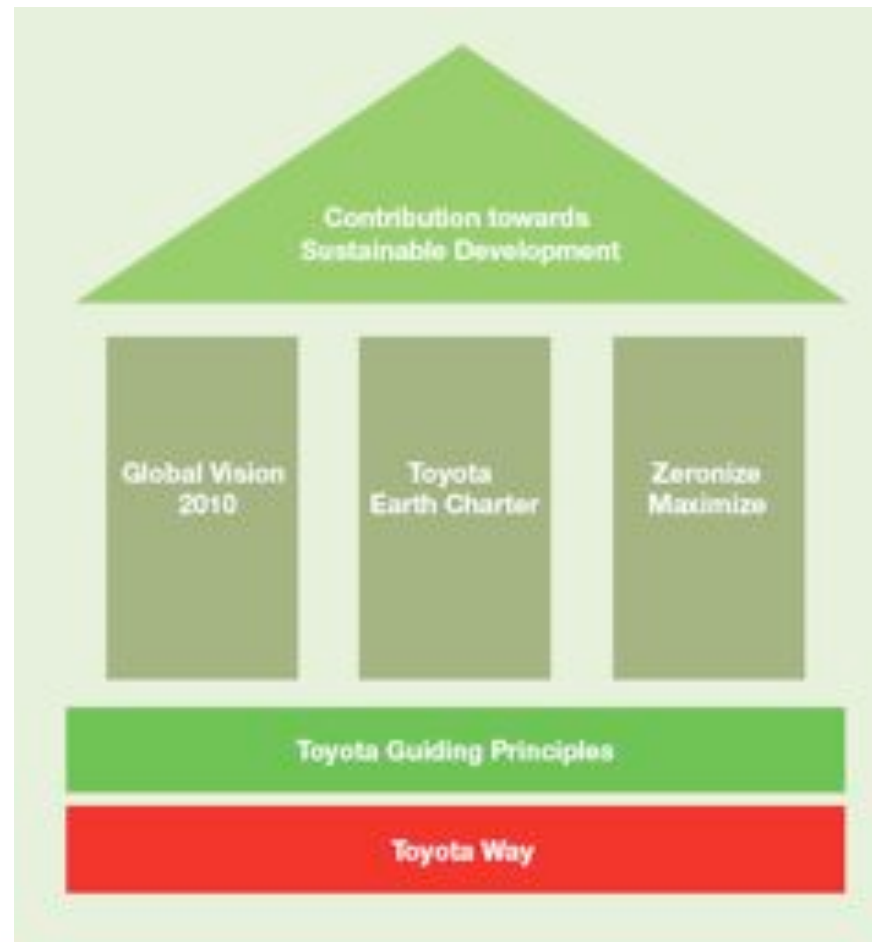 Contribution towards
Sustainable Development
Global Vision
2010
Toyota
Earth Charter
Zeronize
Maximize
Toyota Guiding Principles
Toyota Way